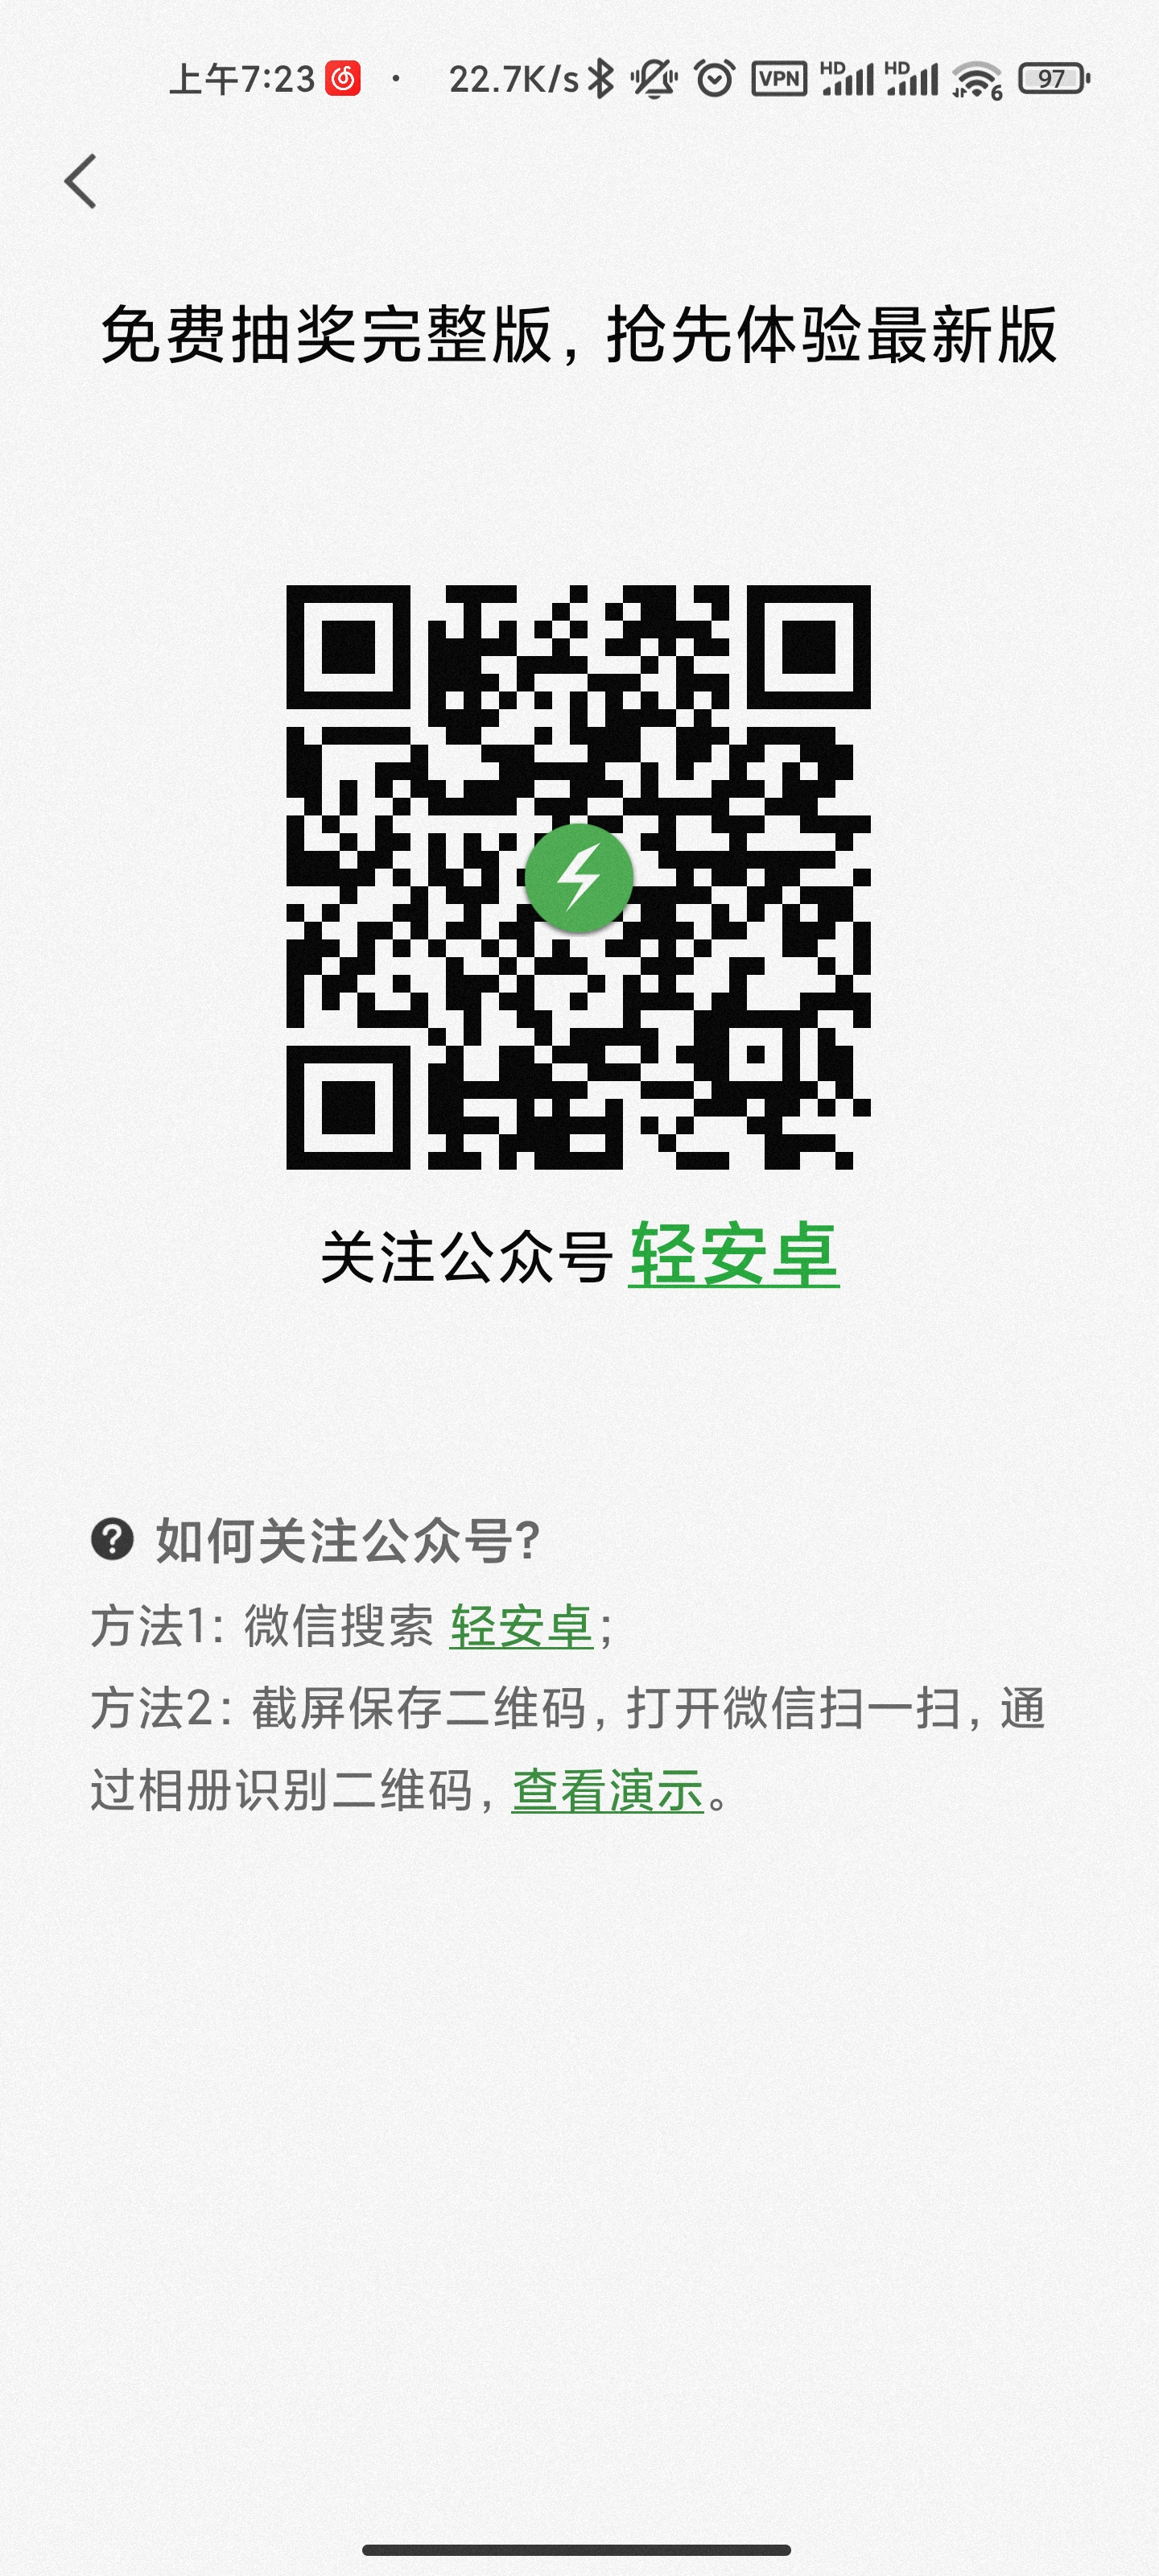 上午7:23 · 22.7K/s VPN HD HD 6 97
免费抽奖完整版，抢先体验最新版
关注公众号 轻安卓
如何关注公众号?
方法1：微信搜索 轻安卓；
方法2：截屏保存二维码，打开微信扫一扫，通
过相册识别二维码，查看演示。